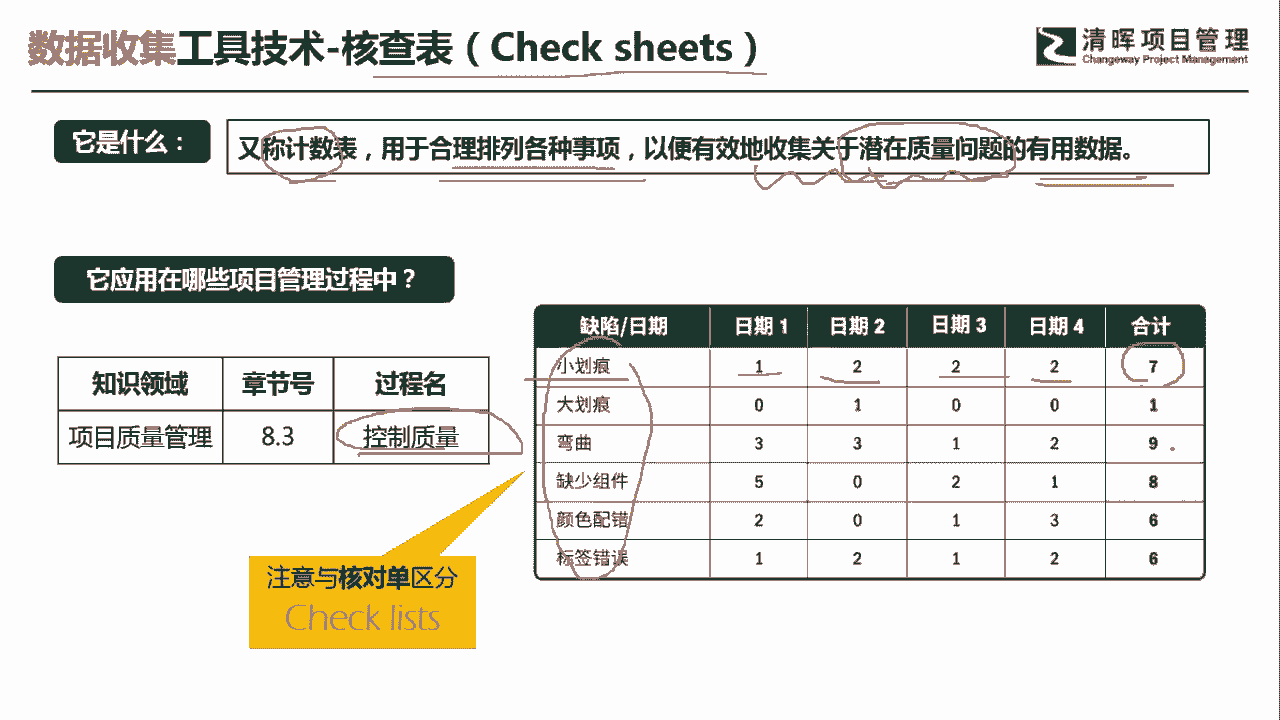 数据收集工具技术-核查表（Check sheets）
清晖项目管理
Changeway Project Management
它是什么：
又称计数表，用于合理排列各种事项，以便有效地收集关于潜在质量问题的有用数据。
它应用在哪些项目管理过程中？
知识领域 章节号 过程名
项目质量管理 8.3 控制质量
缺陷/日期 日期 1 日期 2 日期 3 日期 4 合计
小划痕 1 2 2 2 7
大划痕 0 1 0 0 1
弯曲 3 3 1 2 9
缺少组件 5 0 2 1 8
颜色配错 2 0 1 3 6
标签错误 1 2 1 2 6
注意与核对单区分
Check lists